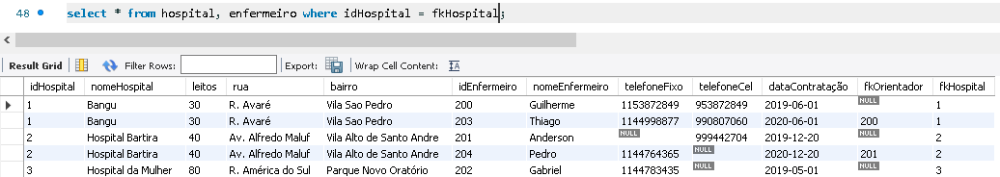 48 select * from hospital, enfermeiro where idHospital = fkHospital;
Result Grid Filter Rows: Export: Wrap Cell Content: IA
idHospital nomeHospital leitos rua bairro idEnfermeiro nomeEnfermeiro telefoneFixo telefoneCel dataContratação fkOrientador fkHospital
1 Bangu 30 R. Avaré Vila Sao Pedro 200 Guilherme 1153872849 953872849 2019-06-01 NULL 1
1 Bangu 30 R. Avaré Vila Sao Pedro 203 Thiago 1144998877 990807060 2020-06-01 200 1
2 Hospital Bartira 40 Av. Alfredo Maluf Vila Alto de Santo Andre 201 Anderson NULL 999442704 2019-12-20 NULL 2
2 Hospital Bartira 40 Av. Alfredo Maluf Vila Alto de Santo Andre 204 Pedro 1144764365 NULL 2020-12-20 201 2
3 Hospital da Mulher 80 R. América do Sul Parque Novo Oratório 202 Gabriel 1144783435 NULL 2019-05-01 NULL 3